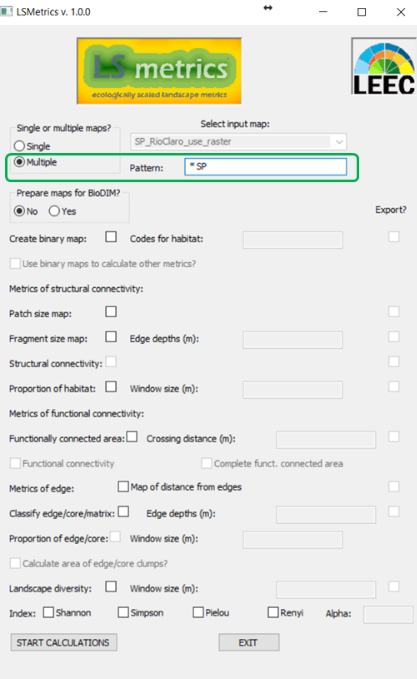 LSMetrics v. 1.0.0
LS metrics
ecologically scaled landscape metrics
LEEC
Single or multiple maps?
Select input map:
Single
SP_RioClaro_use_raster
Multiple
Pattern:
*SP
Prepare maps for BioDIM?
No Yes
Export?
Create binary map: Codes for habitat:
Use binary maps to calculate other metrics?
Metrics of structural connectivity:
Patch size map:
Fragment size map: Edge depths (m):
Structural connectivity:
Proportion of habitat: Window size (m):
Metrics of functional connectivity:
Functionally connected area: Crossing distance (m):
Functional connectivity Complete funct. connected area
Metrics of edge: Map of distance from edges
Classify edge/core/matrix: Edge depths (m):
Proportion of edge/core: Window size (m):
Calculate area of edge/core clumps?
Landscape diversity: Window size (m):
Index: Shannon Simpson Pielou Renyi Alpha:
START CALCULATIONS EXIT